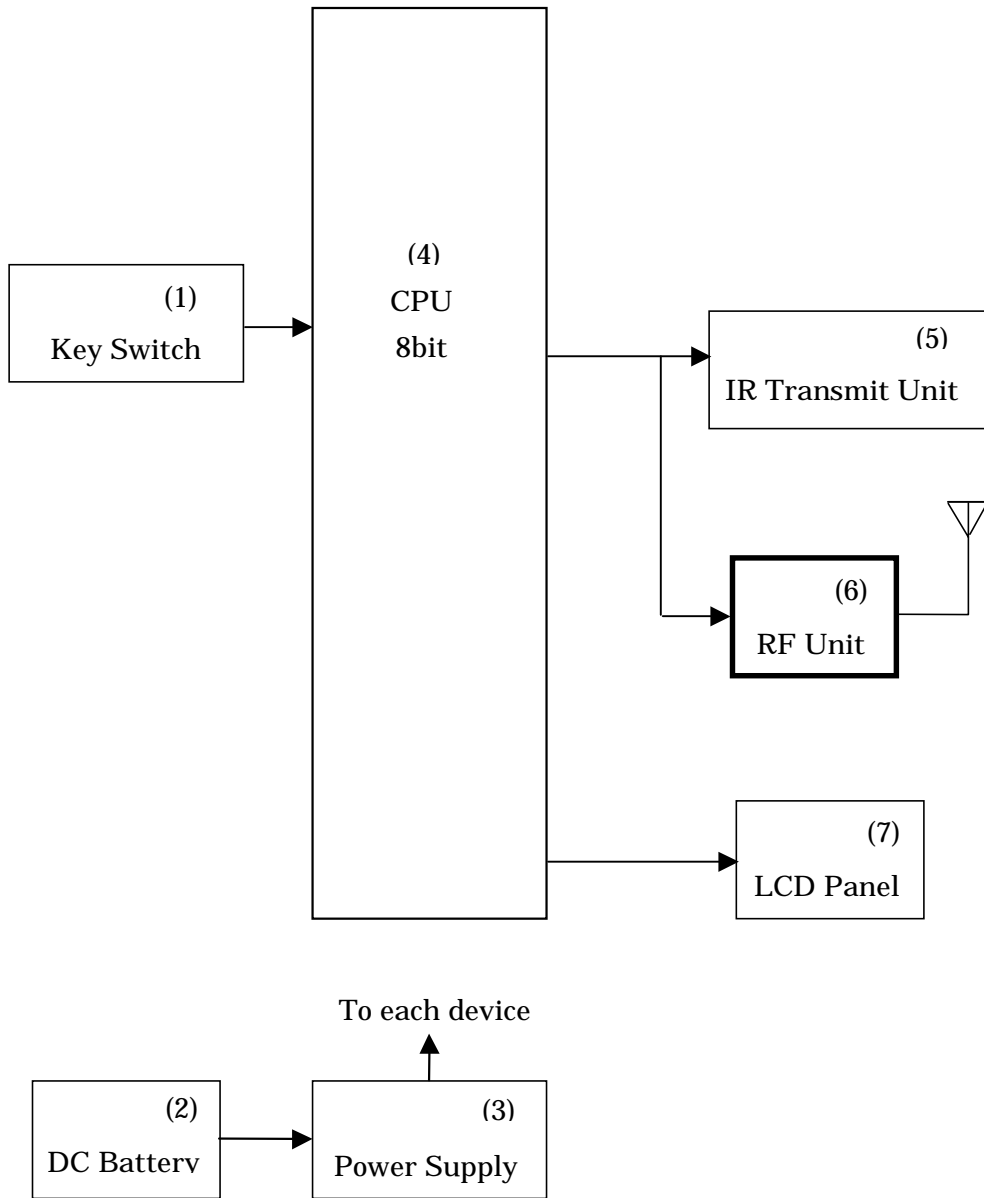 (4)
CPU
8bit
(1)
Key Switch
(5)
IR Transmit Unit
(6)
RF Unit
(7)
LCD Panel
To each device
(2)
DC Battery
(3)
Power Supply